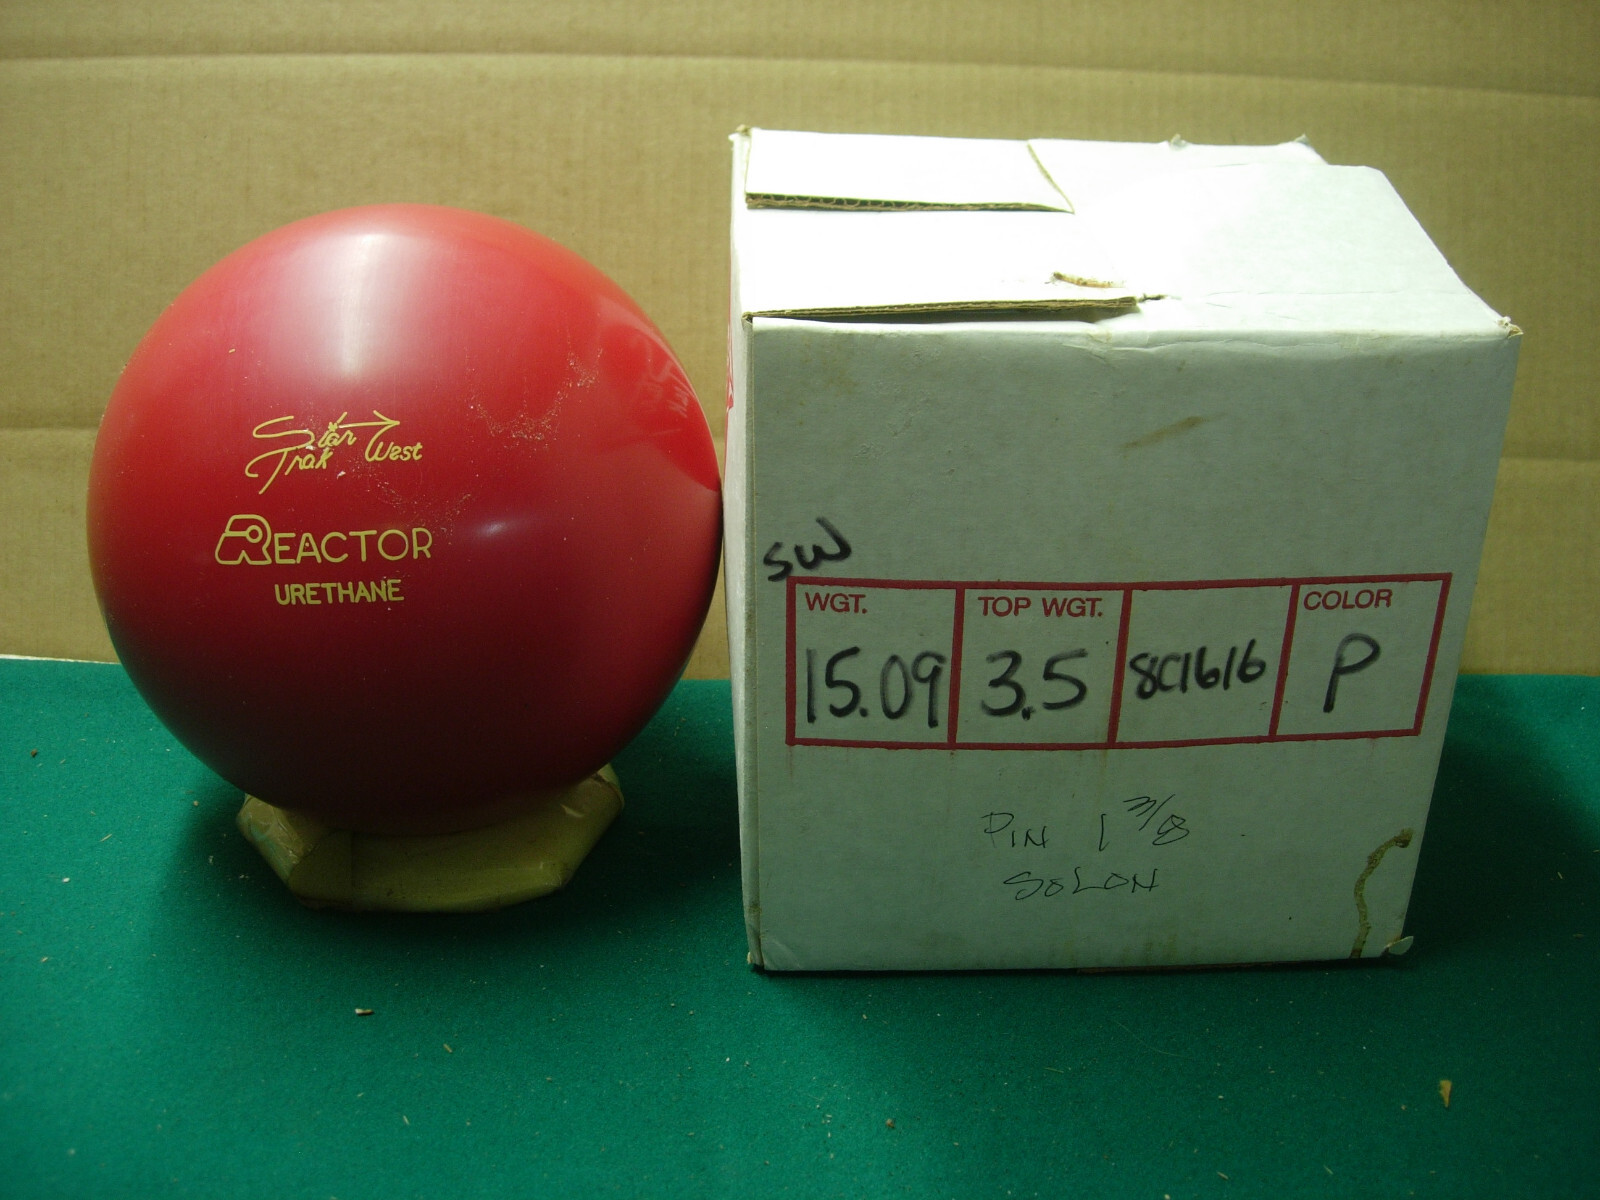 Star
Trak West
REACTOR
URETHANE
SW
WGT. TOP WGT. COLOR
15.09 3.5 8C1616 P
PIN 1 3/8
SOLON